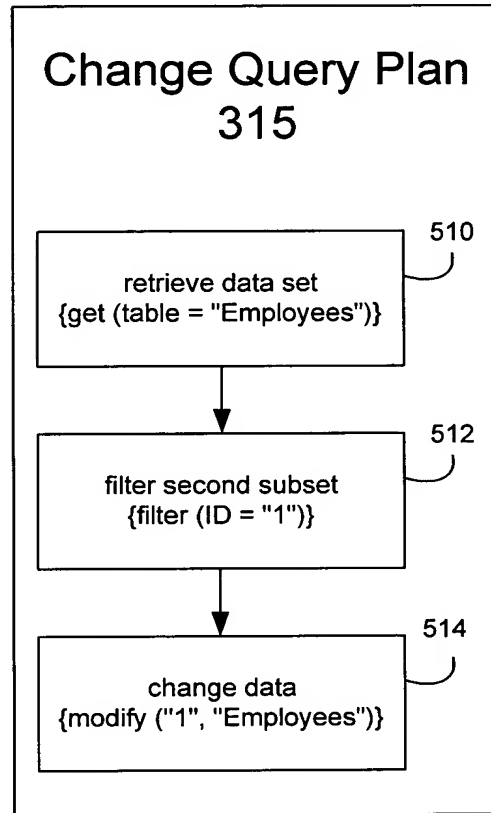 Change Query Plan
315
510
retrieve data set
{get (table = "Employees")}
512
filter second subset
{filter (ID = "1")}
514
change data
{modify ("1", "Employees")}